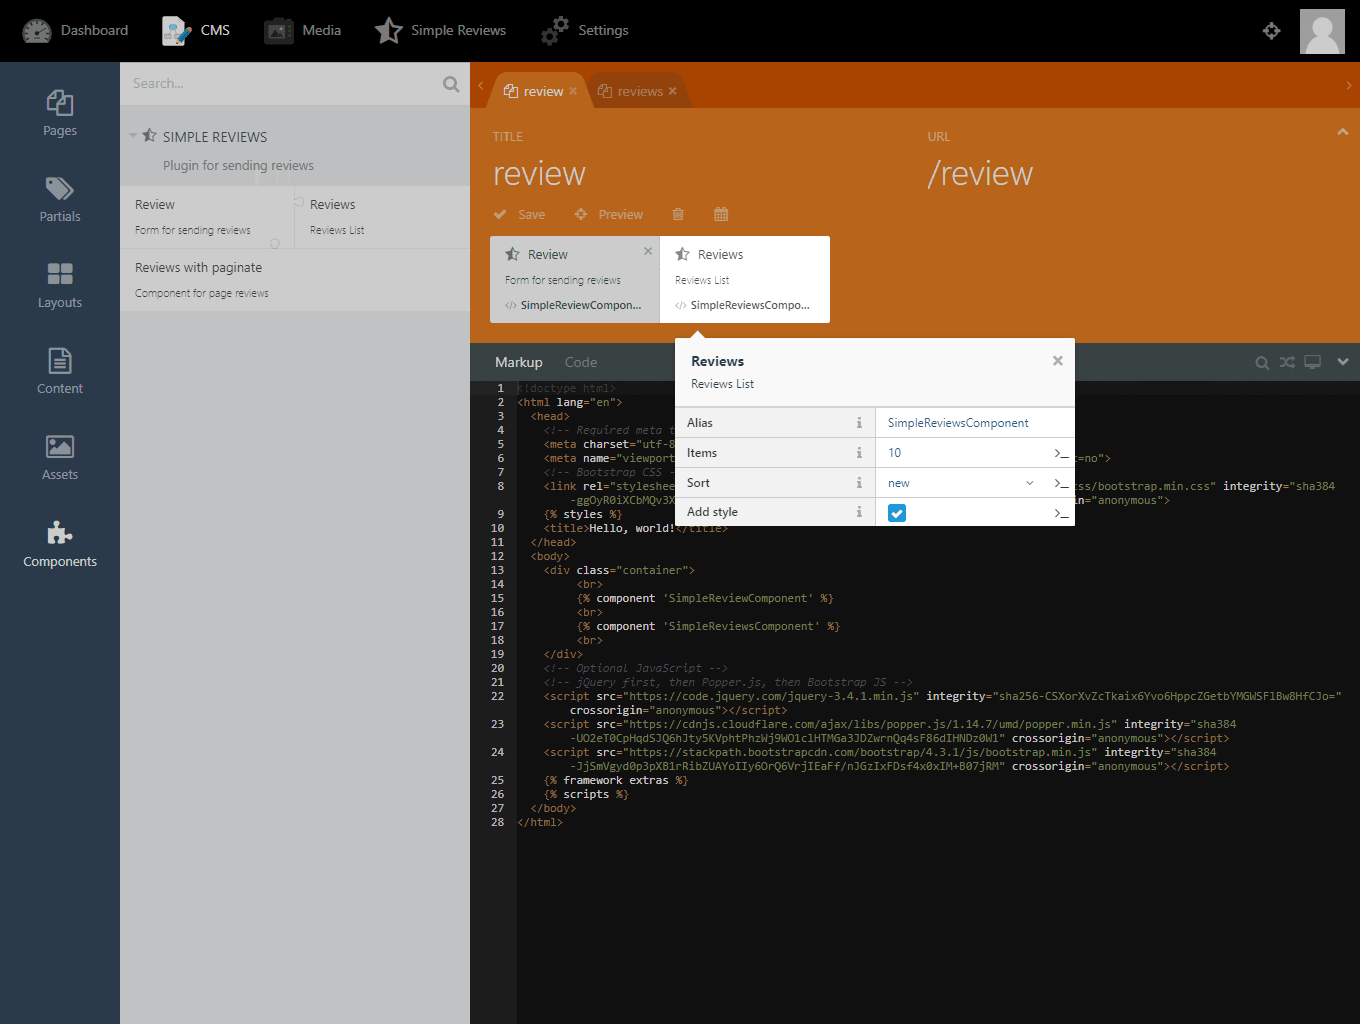 Dashboard
CMS
Media
Simple Reviews
Settings
Pages
Partials
Layouts
Content
Assets
Components
Search...
SIMPLE REVIEWS
Plugin for sending reviews
Review
Form for sending reviews
Reviews
Reviews List
Reviews with paginate
Component for page reviews
review
reviews
TITLE
review
URL
/review
Save
Preview
Review
Form for sending reviews
SimpleReviewCompon...
Reviews
Reviews List
SimpleReviewsCompo...
Markup
Code
Reviews
Reviews List
Alias
SimpleReviewsComponent
Items
10
Sort
new
Add style
1 <!doctype html>
2 <html lang="en">
3 <head>
4 <!-- Required meta t
5 <meta charset="utf-8
6 <meta name="viewport t=no">
7 <!-- Bootstrap CSS
8 <link rel="styleshee css/bootstrap.min.css" integrity="sha384
-ggOyR0iXCbMQv3X n="anonymous">
9 {% styles %}
10 <title>Hello, world!</title>
11 </head>
12 <body>
13 <div class="container">
14 <br>
15 {% component 'SimpleReviewComponent' %}
16 <br>
17 {% component 'SimpleReviewsComponent' %}
18 <br>
19 </div>
20 <!-- Optional JavaScript -->
21 <!-- jQuery first, then Popper.js, then Bootstrap JS -->
22 <script src="https://code.jquery.com/jquery-3.4.1.min.js" integrity="sha256-CSXorXvZcTkaix6Yvo6HppcZGetbYMGWSFlBw8HfCJo="
crossorigin="anonymous"></script>
23 <script src="https://cdnjs.cloudflare.com/ajax/libs/popper.js/1.14.7/umd/popper.min.js" integrity="sha384
-UO2eT0CpHqdSJQ6hJty5KVphtPhzWj9WO1clHTMGa3JDZwrnQq4sF86dIHNDz0W1" crossorigin="anonymous"></script>
24 <script src="https://stackpath.bootstrapcdn.com/bootstrap/4.3.1/js/bootstrap.min.js" integrity="sha384
-JjSmVgyd0p3pXB1rRibZUAYoIIy6OrQ6VrjIEaFf/nJGzIxFDsf4x0xIM+B07jRM" crossorigin="anonymous"></script>
25 {% framework extras %}
26 {% scripts %}
27 </body>
28 </html>